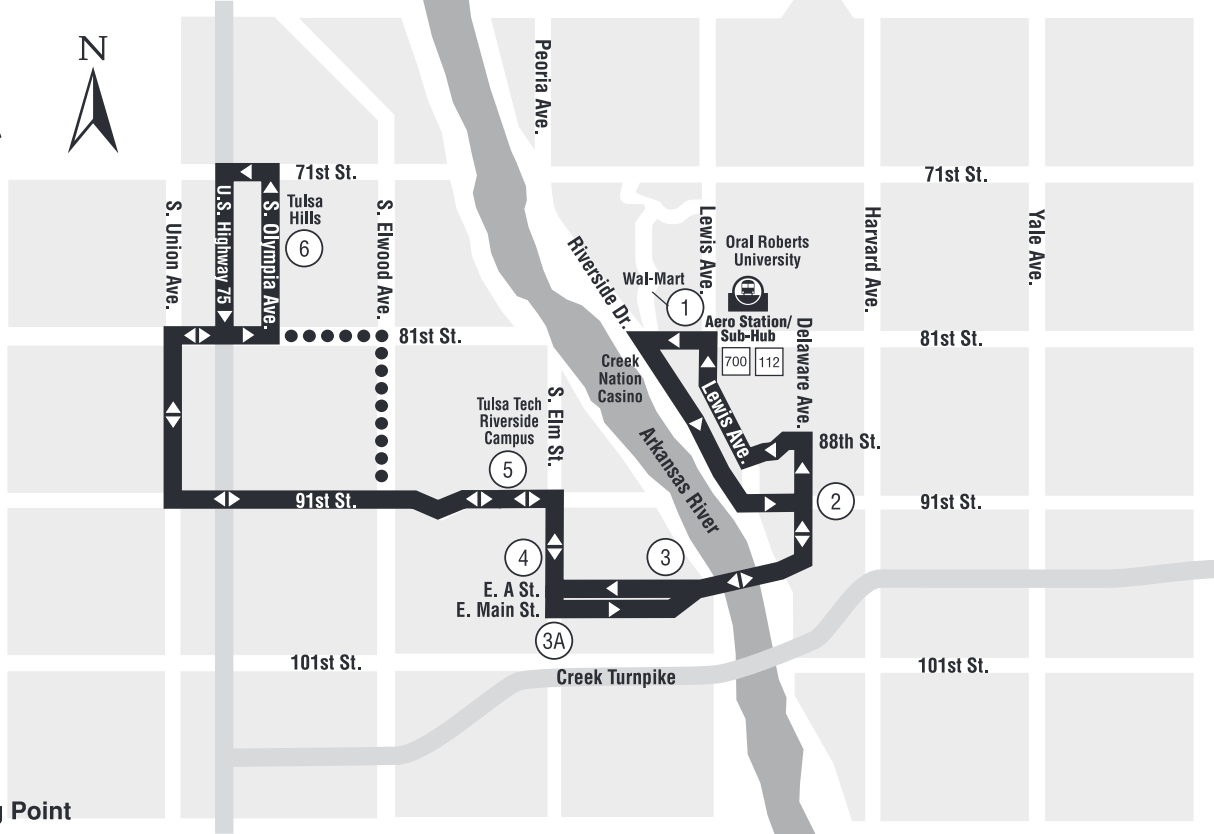 N
Peoria Ave.
71st St.
71st St.
S. Union Ave.
U.S. Highway 75
S. Olympia Ave.
Tulsa
Hills
6
S. Elwood Ave.
Riverside Dr.
Wal-Mart
1
Lewis Ave.
Oral Roberts
University
Harvard Ave.
Yale Ave.
Aero Station/
Sub-Hub
700
112
Delaware Ave.
81st St.
81st St.
Creek
Nation
Casino
Lewis Ave.
Tulsa Tech
Riverside
Campus
S. Elm St.
5
Arkansas River
88th St.
91st St.
2
91st St.
4
3
E. A St.
E. Main St.
3A
101st St.
Creek Turnpike
101st St.
Point